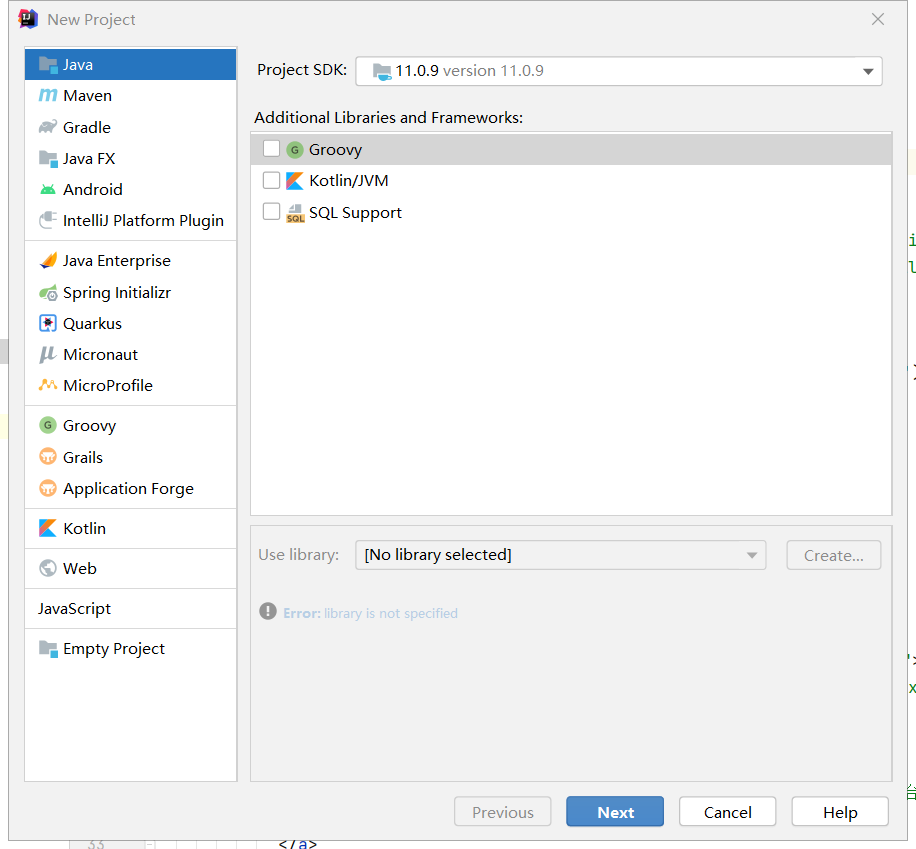 New Project
Java
Maven
Gradle
Java FX
Android
IntelliJ Platform Plugin
Java Enterprise
Spring Initializr
Quarkus
Micronaut
MicroProfile
Groovy
Grails
Application Forge
Kotlin
Web
JavaScript
Empty Project
Project SDK: 11.0.9 version 11.0.9
Additional Libraries and Frameworks:
Groovy
Kotlin/JVM
SQL Support
Use library: [No library selected] Create...
Error: library is not specified
Previous Next Cancel Help
33 </a>